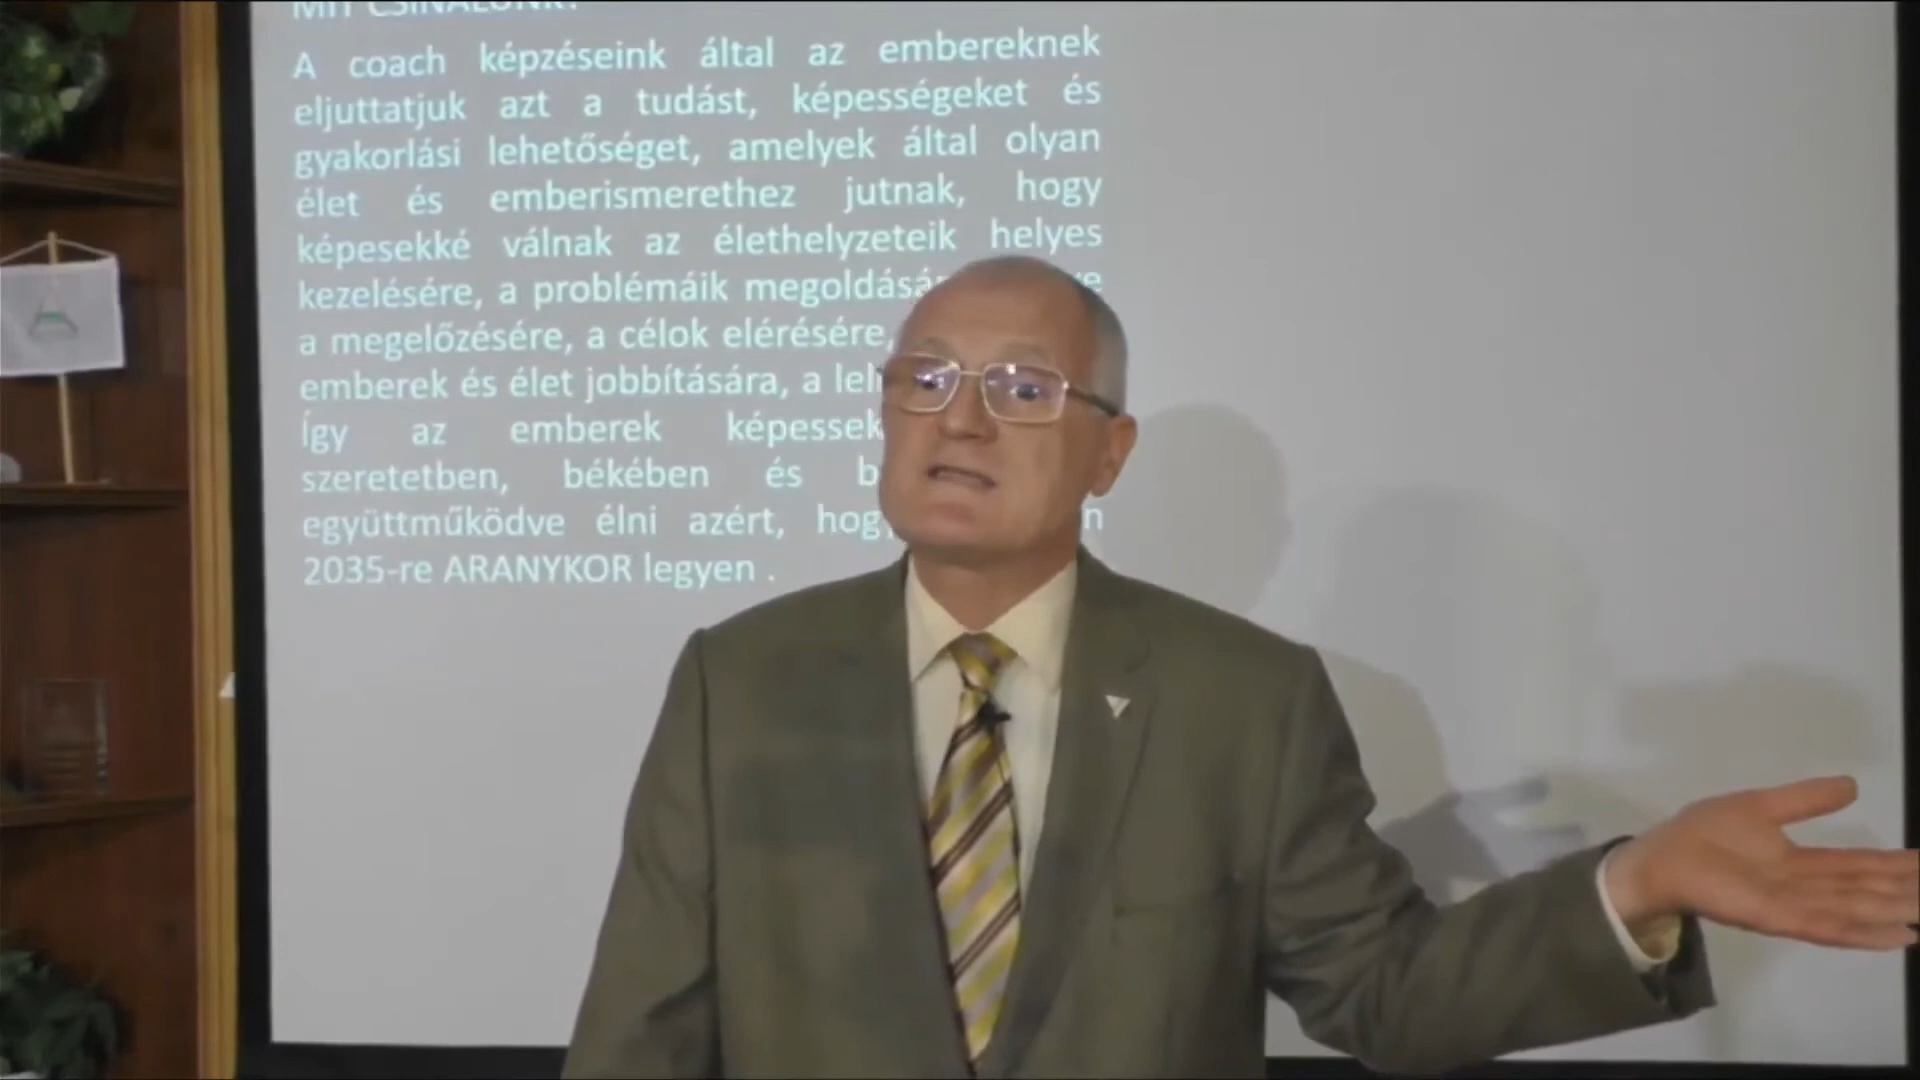 MIT CSINÁLUNK?
A coach képzéseink által az embereknek
eljuttatjuk azt a tudást, képességeket és
gyakorlási lehetőséget, amelyek által olyan
élet és emberismerethez jutnak, hogy
képesekké válnak az élethelyzeteik helyes
kezelésére, a problémáik
a megelőzésére, a célok elérésére,
emberek és élet jobbítására, a
Így az emberek
szeretetben, békében és
együttműködve élni azért,
2035-re ARANYKOR legyen .